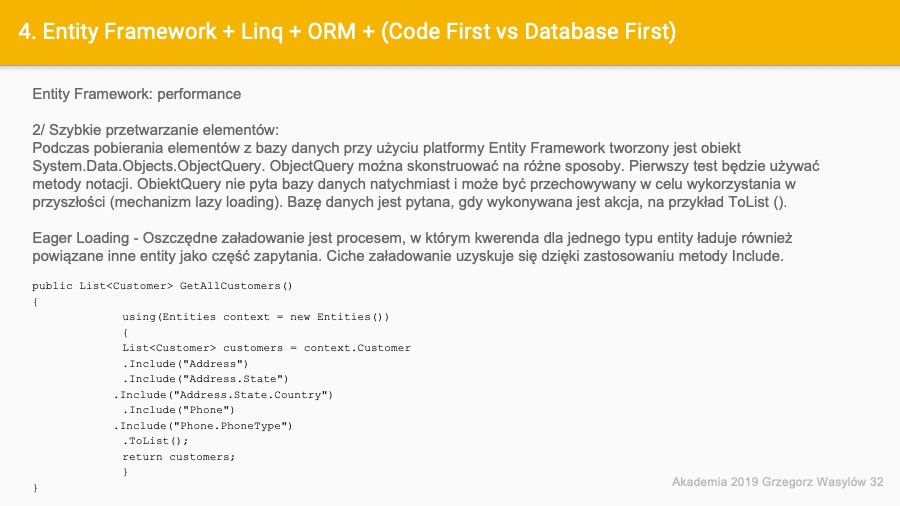 4. Entity Framework + Linq + ORM + (Code First vs Database First)
Entity Framework: performance
2/ Szybkie przetwarzanie elementów:
Podczas pobierania elementów z bazy danych przy użyciu platformy Entity Framework tworzony jest obiekt
System.Data.Objects.ObjectQuery. ObjectQuery można skonstruować na różne sposoby. Pierwszy test będzie używać
metody notacji. ObiektQuery nie pyta bazy danych natychmiast i może być przechowywany w celu wykorzystania w
przyszłości (mechanizm lazy loading). Bazę danych jest pytana, gdy wykonywana jest akcja, na przykład ToList ().
Eager Loading - Oszczędne załadowanie jest procesem, w którym kwerenda dla jednego typu entity ładuje również
powiązane inne entity jako część zapytania. Ciche załadowanie uzyskuje się dzięki zastosowaniu metody Include.
public List<Customer> GetAllCustomers()
{
using(Entities context = new Entities())
{
List<Customer> customers = context.Customer
.Include("Address")
.Include("Address.State")
.Include("Address.State.Country")
.Include("Phone")
.Include("Phone.PhoneType")
.ToList();
return customers;
}
}
Akademia 2019 Grzegorz Wasylów 32